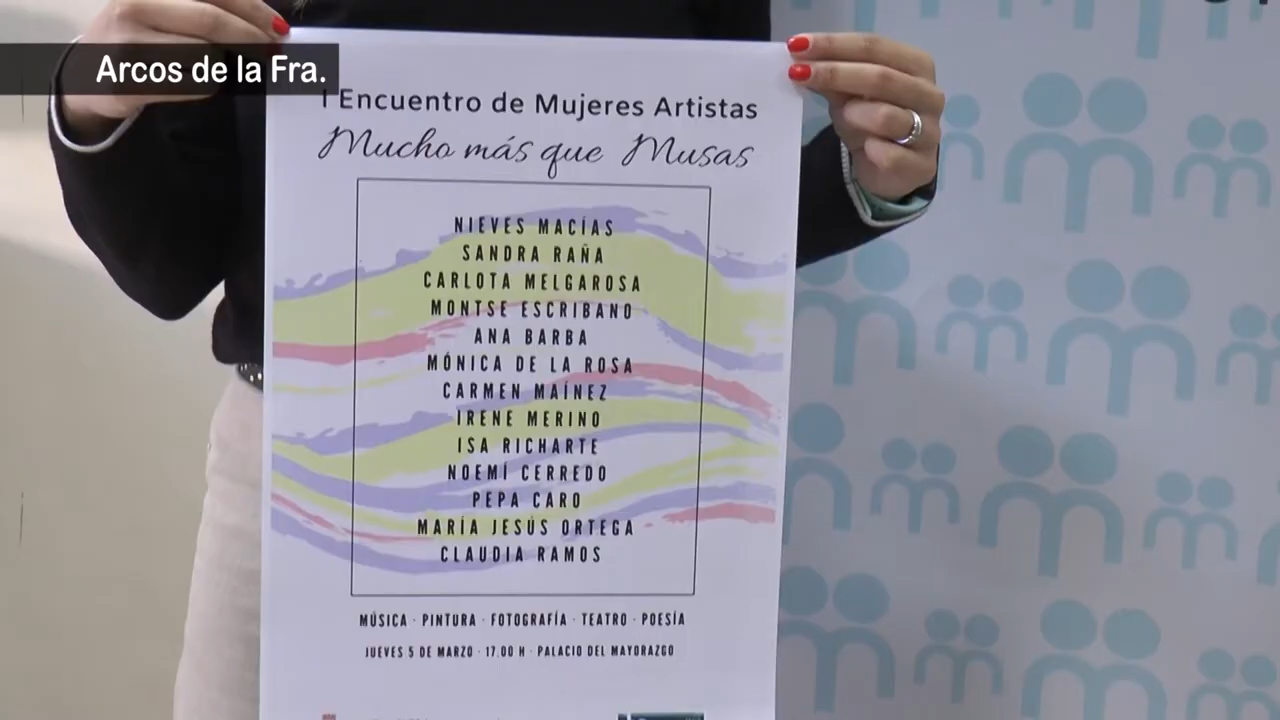 Arcos de la Fra.
I Encuentro de Mujeres Artistas
Mucho más que Musas
NIEVES MACÍAS
SANDRA RAÑA
CARLOTA MELGAROSA
MONTSE ESCRIBANO
ANA BARBA
MÓNICA DE LA ROSA
CARMEN MAÍNEZ
IRENE MERINO
ISA RICHARTE
NOEMÍ CERREDO
PEPA CARO
MARÍA JESÚS ORTEGA
CLAUDIA RAMOS
MÚSICA · PINTURA · FOTOGRAFÍA · TEATRO · POESÍA
JUEVES 5 DE MARZO · 17.00 H · PALACIO DEL MAYORAZGO